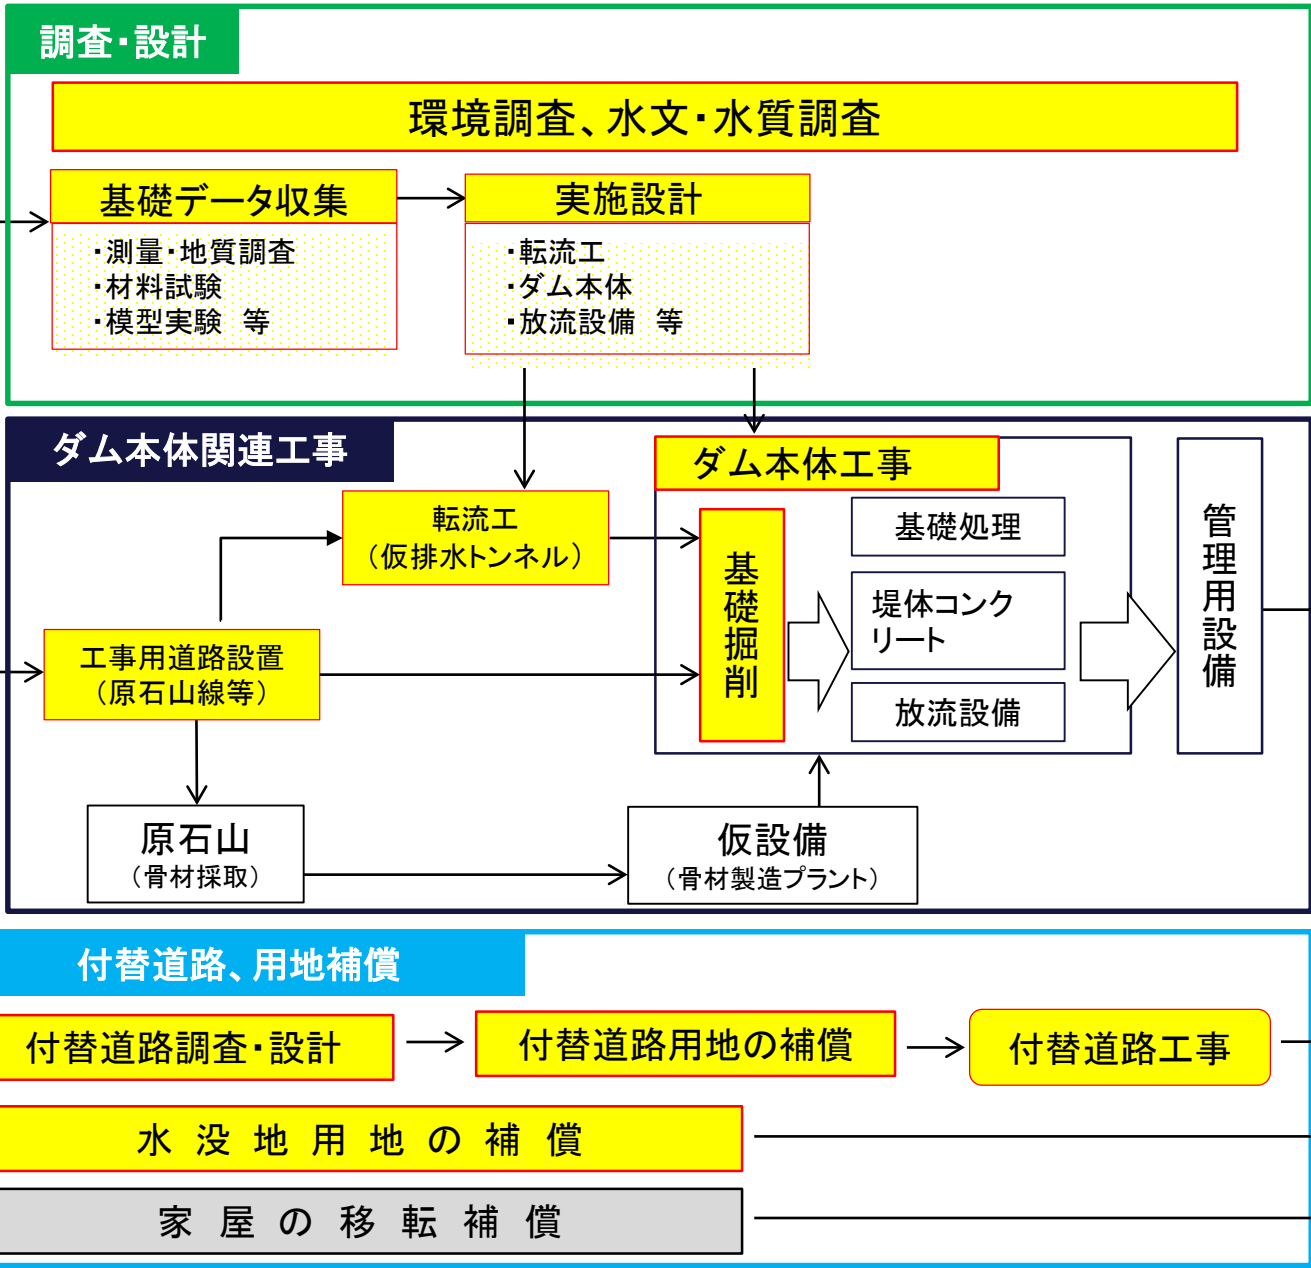 調査・設計
環境調査、水文・水質調査
基礎データ収集
・測量・地質調査
・材料試験
・模型実験　等
実施設計
・転流工
・ダム本体
・放流設備　等
ダム本体関連工事
転流工
（仮排水トンネル）
工事用道路設置
（原石山線等）
原石山
（骨材採取）
ダム本体工事
基礎掘削
基礎処理
堤体コンク
リート
放流設備
仮設備
（骨材製造プラント）
管理用設備
付替道路、用地補償
付替道路調査・設計
付替道路用地の補償
付替道路工事
水没地用地の補償
家屋の移転補償